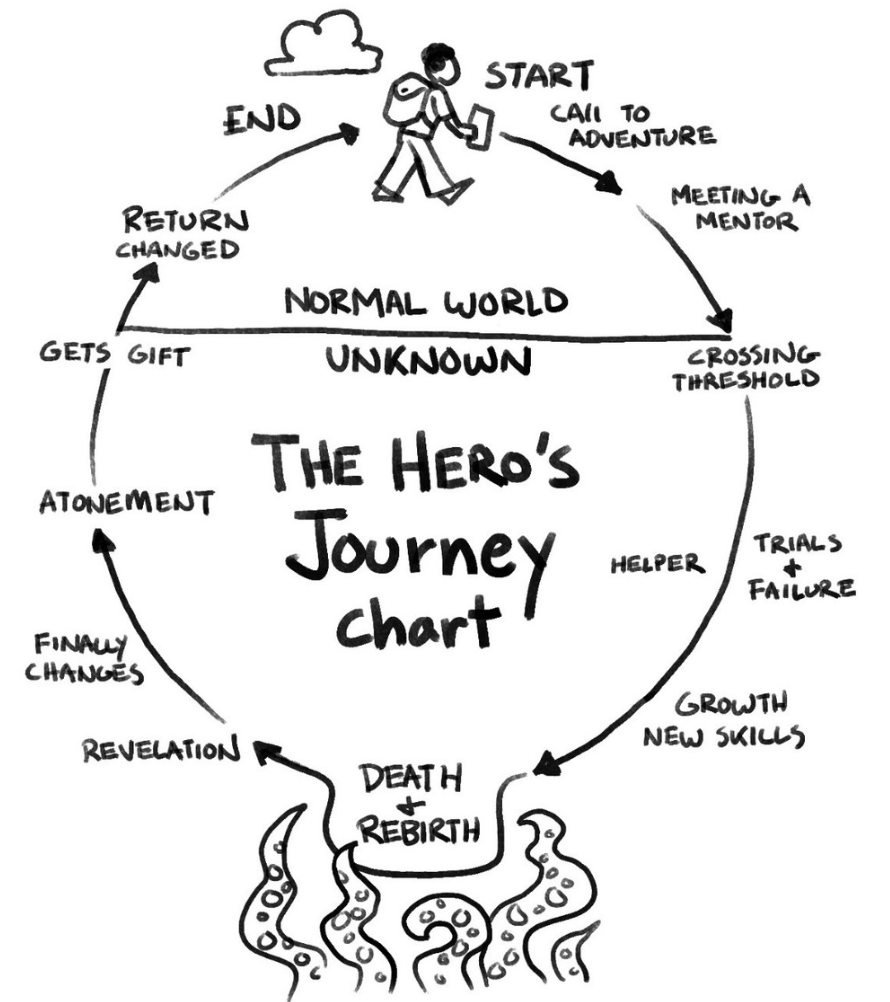 START
CALL TO
ADVENTURE
MEETING A
MENTOR
CROSSING
THRESHOLD
HELPER
TRIALS
+
FAILURE
GROWTH
NEW SKILLS
DEATH
+
REBIRTH
REVELATION
FINALLY
CHANGES
ATONEMENT
GETS GIFT
RETURN
CHANGED
END
NORMAL WORLD
UNKNOWN
THE HERO'S
Journey
chart